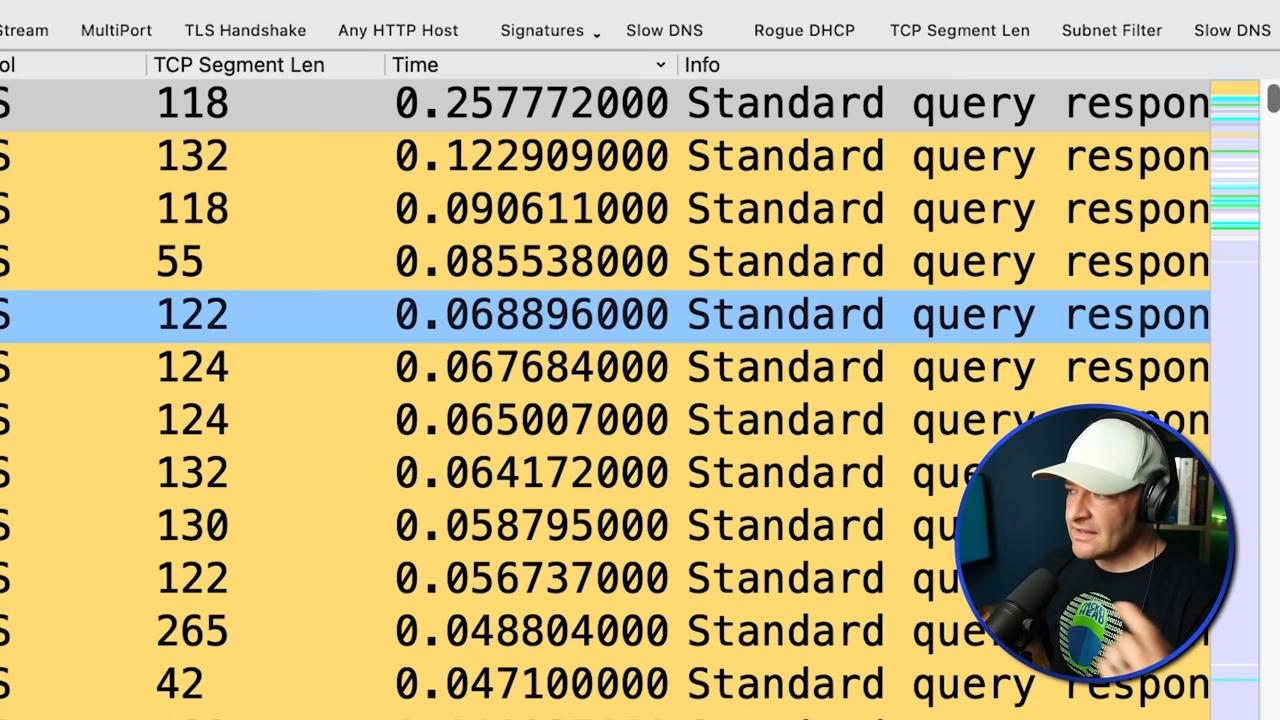 Stream MultiPort TLS Handshake Any HTTP Host Signatures Slow DNS Rogue DHCP TCP Segment Len Subnet Filter Slow DNS
ol TCP Segment Len Time Info
S 118 0.257772000 Standard query respon
S 132 0.122909000 Standard query respon
S 118 0.090611000 Standard query respon
S 55 0.085538000 Standard query respon
S 122 0.068896000 Standard query respon
S 124 0.067684000 Standard query respon
S 124 0.065007000 Standard query respon
S 132 0.064172000 Standard que
S 130 0.058795000 Standard qu
S 122 0.056737000 Standard qu
S 265 0.048804000 Standard que
S 42 0.047100000 Standard query respon